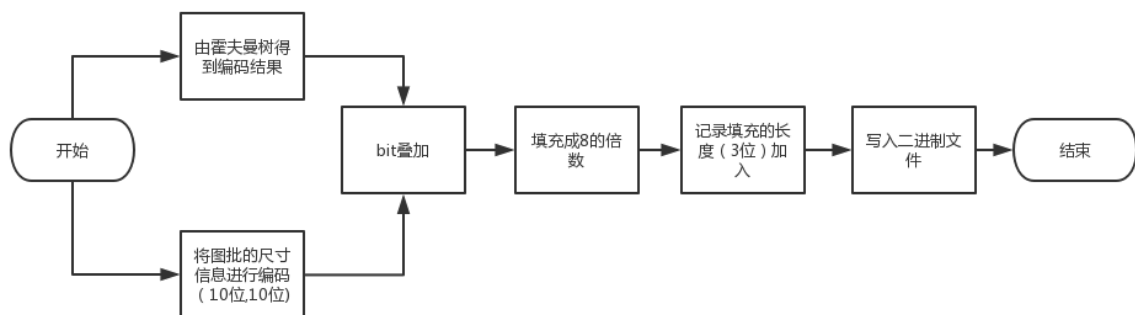 开始
由霍夫曼树得
到编码结果
将图批的尺寸
信息进行编码
（10位,10位)
bit叠加
填充成8的倍
数
记录填充的长
度（3位）加
入
写入二进制文
件
结束